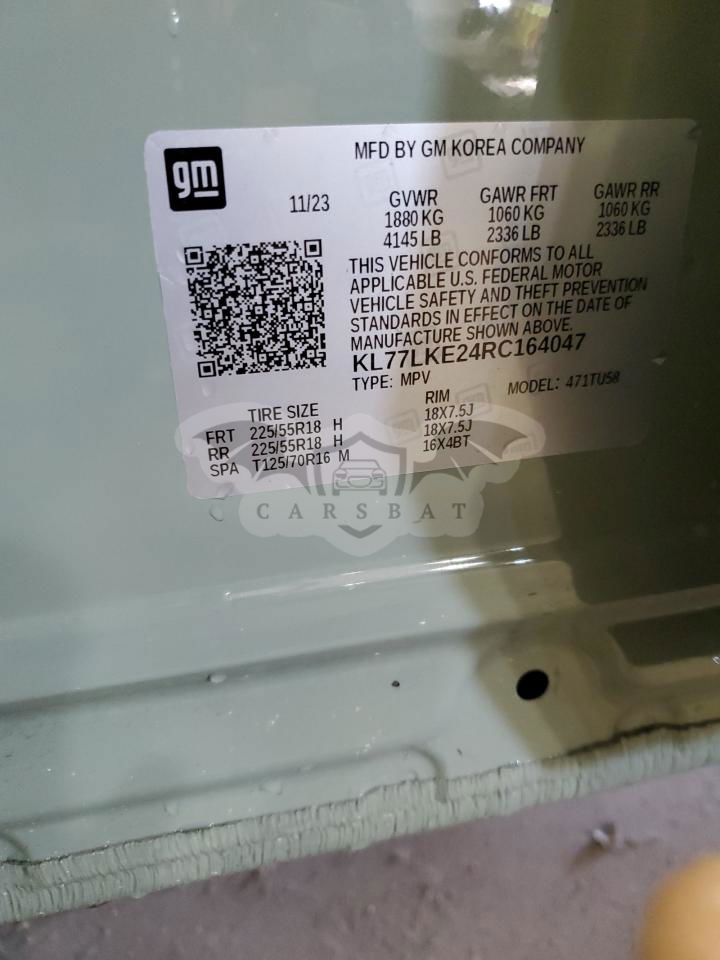 gm
MFD BY GM KOREA COMPANY
11/23
GVWR GAWR FRT GAWR RR
1880 KG 1060 KG 1060 KG
4145 LB 2336 LB 2336 LB
THIS VEHICLE CONFORMS TO ALL
APPLICABLE U.S. FEDERAL MOTOR
VEHICLE SAFETY AND THEFT PREVENTION
STANDARDS IN EFFECT ON THE DATE OF
MANUFACTURE SHOWN ABOVE.
KL77LKE24RC164047
TYPE: MPV MODEL: 471TU58
TIRE SIZE RIM
FRT 225/55R18 H 18X7.5J
RR 225/55R18 H 18X7.5J
SPA T125/70R16 M 16X4BT
CARSBAT